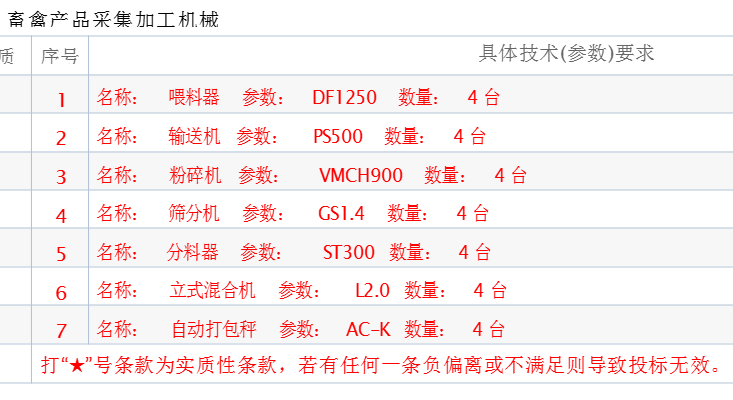 畜禽产品采集加工机械
质 序号 具体技术(参数)要求
1 名称： 喂料器 参数： DF1250 数量： 4 台
2 名称： 输送机 参数： PS500 数量： 4 台
3 名称： 粉碎机 参数： VMCH900 数量： 4 台
4 名称： 筛分机 参数： GS1.4 数量： 4 台
5 名称： 分料器 参数： ST300 数量： 4 台
6 名称： 立式混合机 参数： L2.0 数量： 4 台
7 名称： 自动打包秤 参数： AC-K 数量： 4 台
打“★”号条款为实质性条款，若有任何一条负偏离或不满足则导致投标无效。